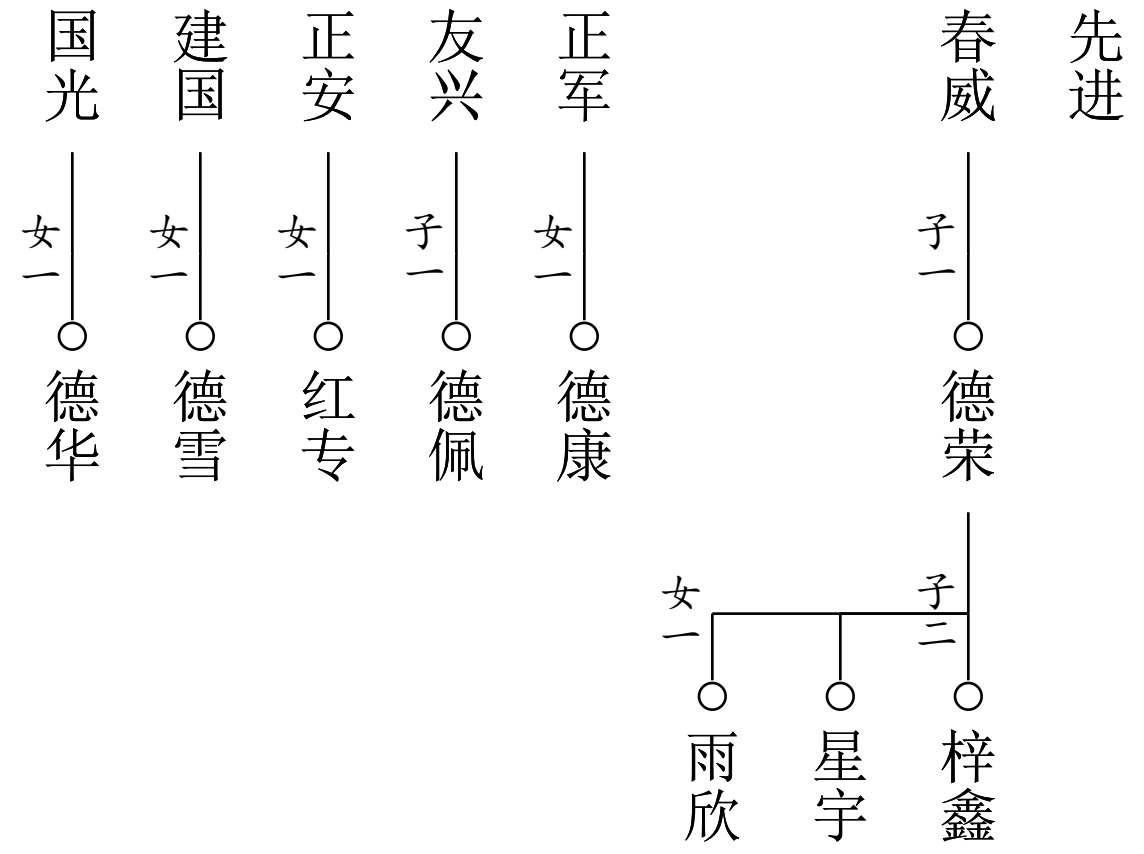 先进
春威
正军
友兴
正安
建国
国光
子一
女一
子一
女一
女一
女一
德荣
德康
德佩
红专
德雪
德华
子二
女一
梓鑫
星宇
雨欣